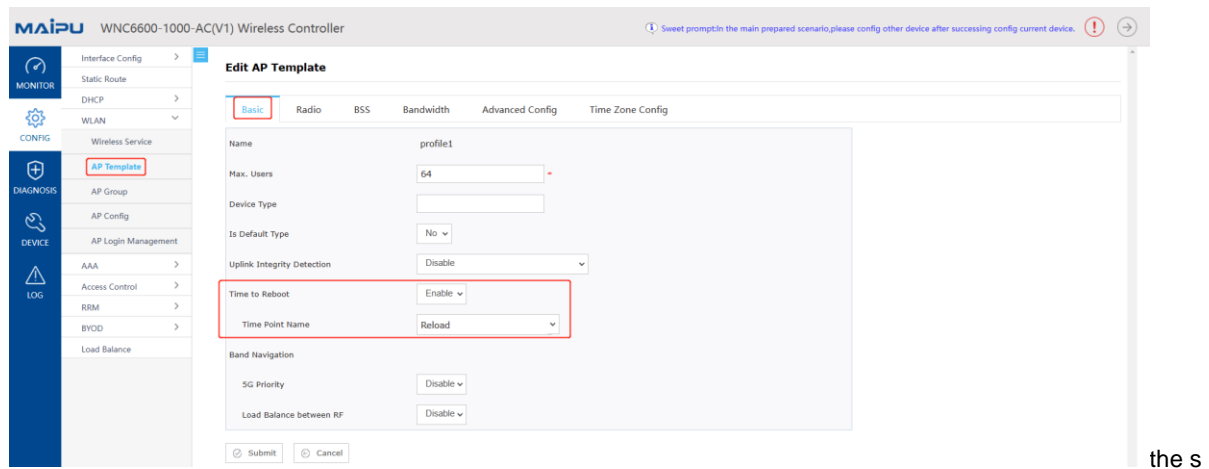 MAIPU WNC6600-1000-AC(V1) Wireless Controller
Sweet prompt:In the main prepared scenario,please config other device after successing config current device.
MONITOR
CONFIG
DIAGNOSIS
DEVICE
LOG
Interface Config
Static Route
DHCP
WLAN
Wireless Service
AP Template
AP Group
AP Config
AP Login Management
AAA
Access Control
RRM
BYOD
Load Balance
Edit AP Template
Basic Radio BSS Bandwidth Advanced Config Time Zone Config
Name profile1
Max. Users 64 *
Device Type
Is Default Type No
Uplink Integrity Detection Disable
Time to Reboot Enable
Time Point Name Reload
Band Navigation
5G Priority Disable
Load Balance between RF Disable
Submit Cancel
the s